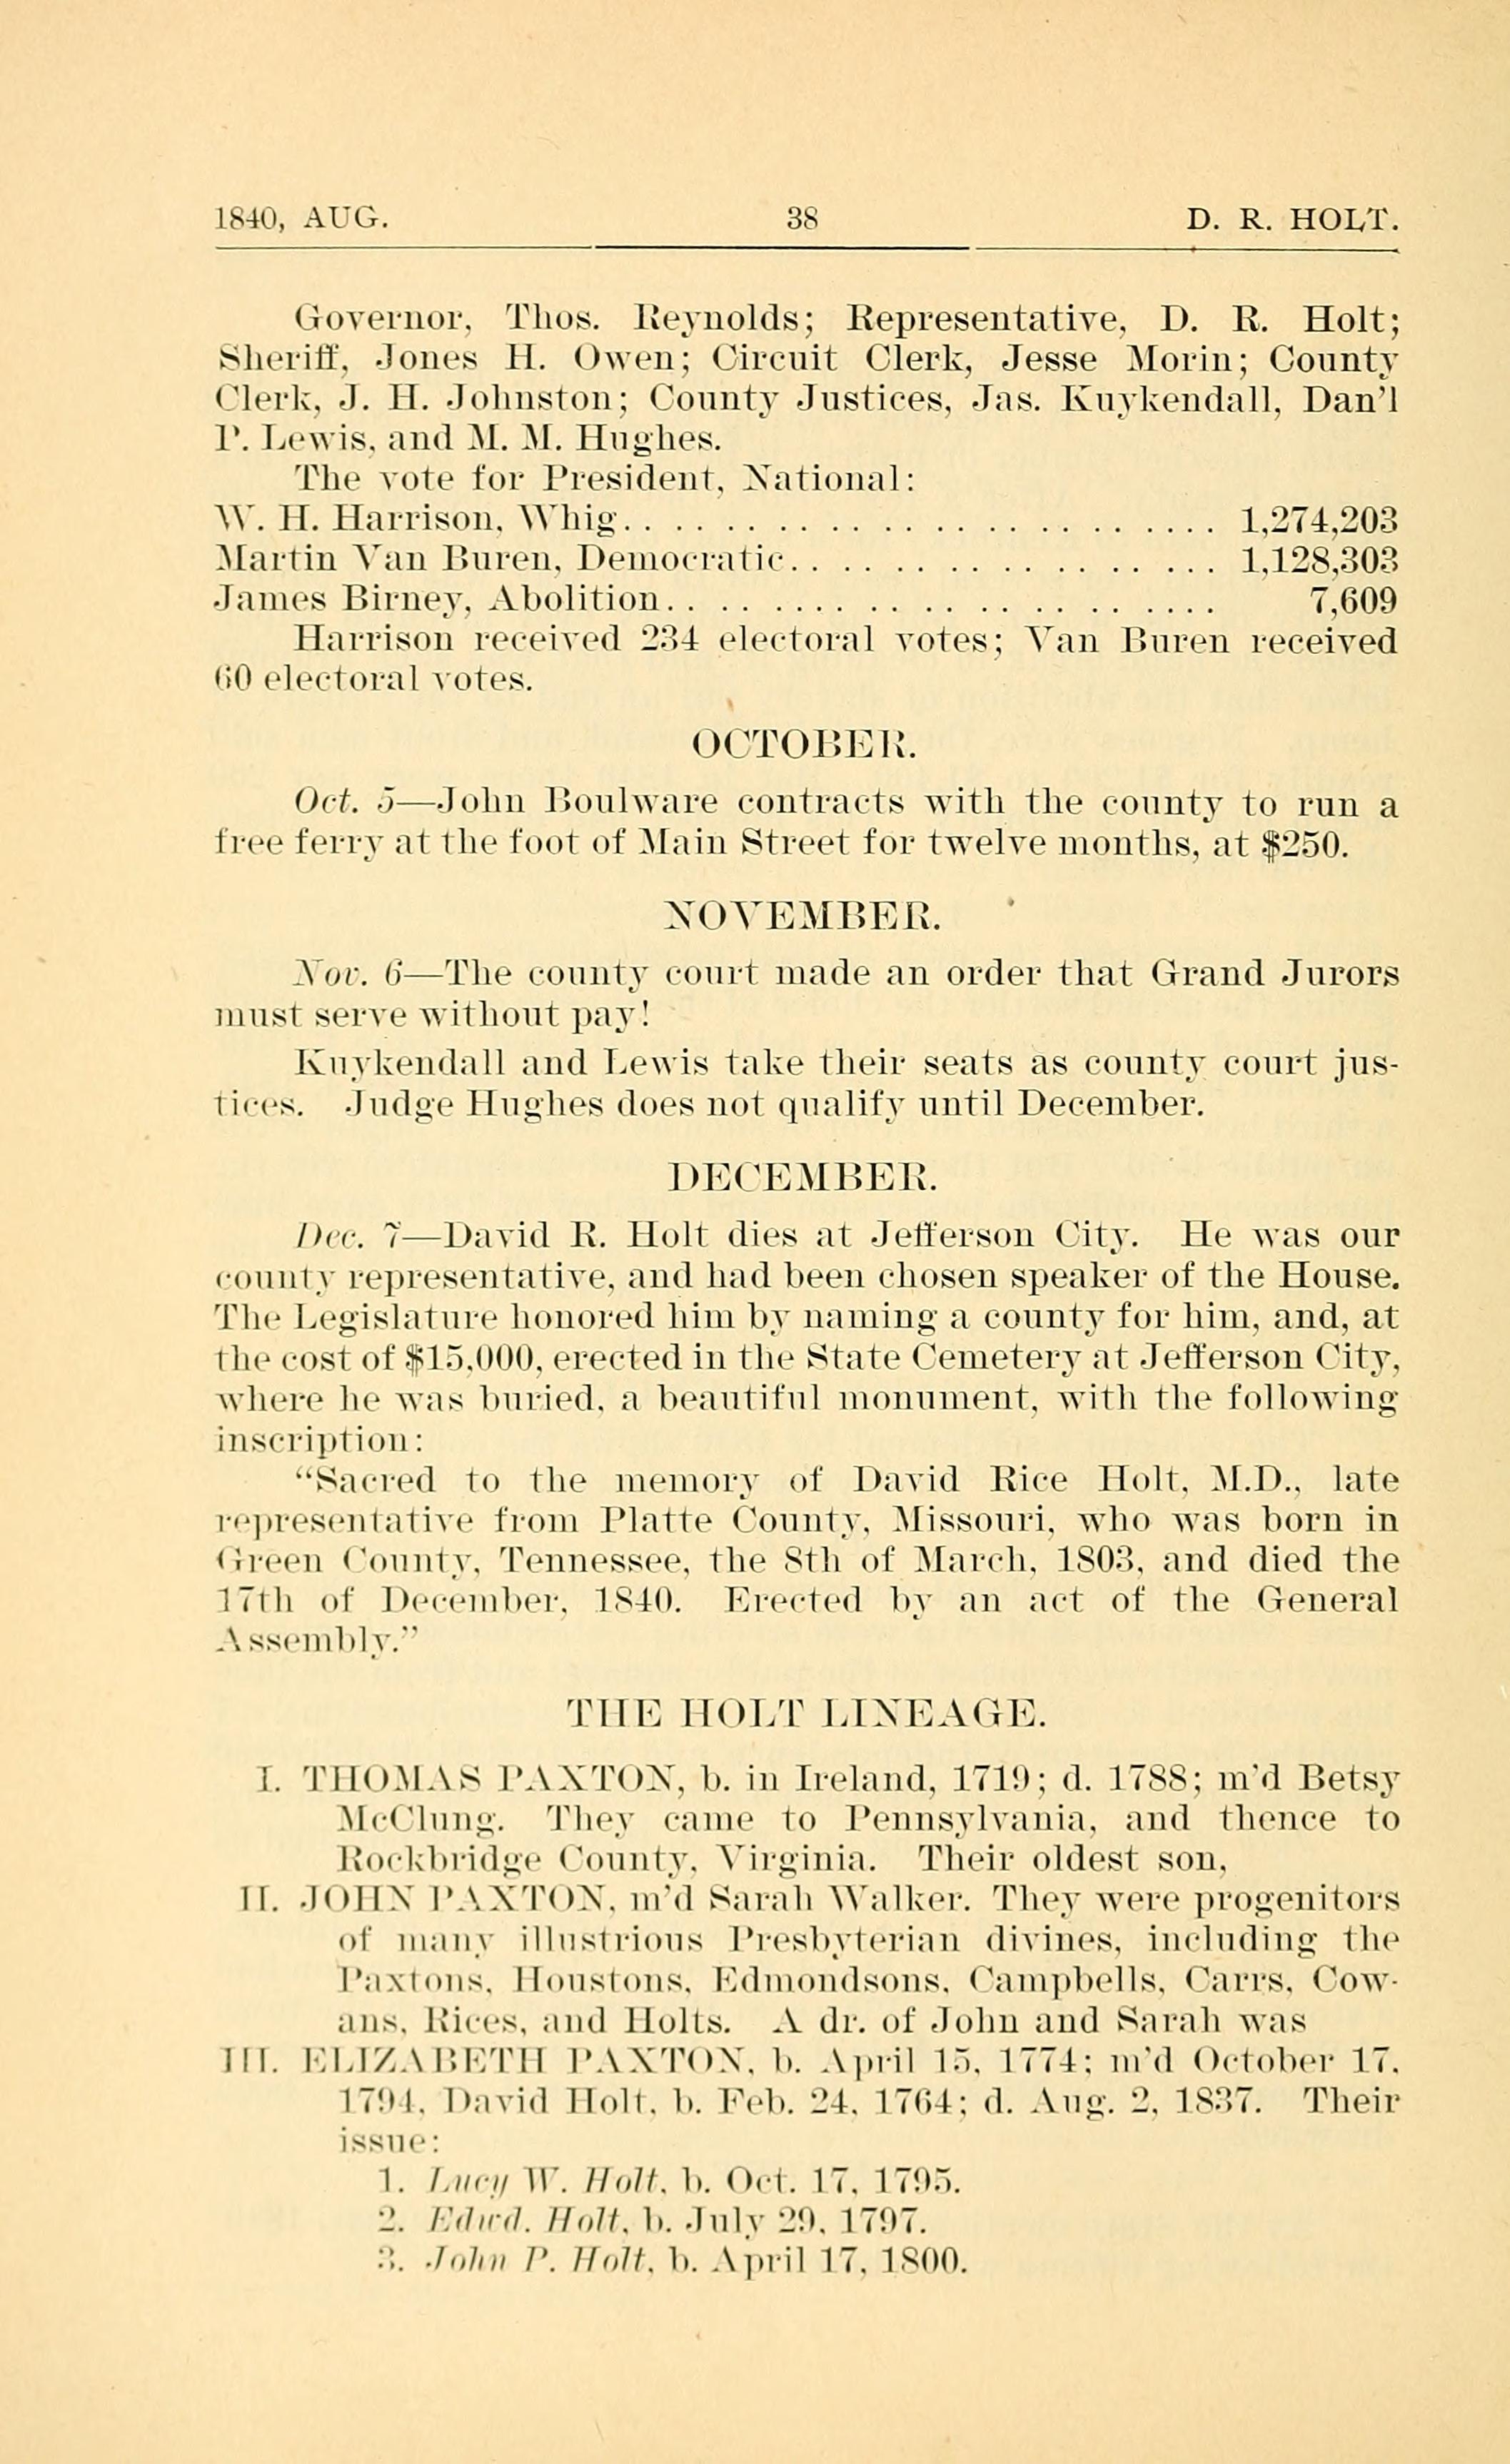 1840, AUG. 38 D. R. HOLT.
Governor, Thos. Reynolds; Representative, D. R. Holt;
Sheriff, Jones H. Owen; Circuit Clerk, Jesse Morin; County
Clerk, J. H. Johnston; County Justices, Jas. Kuykendall, Dan'l
P. Lewis, and M. M. Hughes.
The vote for President, National:
W. H. Harrison, Whig. . . . . . . . . . . . . . . . . . . . . 1,274,203
Martin Van Buren, Democratic. . . . . . . . . . . . . . . . 1,128,303
James Birney, Abolition. . . . . . . . . . . . . . . . . . . . 7,609
Harrison received 234 electoral votes; Van Buren received
60 electoral votes.
OCTOBER.
Oct. 5—John Boulware contracts with the county to run a
free ferry at the foot of Main Street for twelve months, at $250.
NOVEMBER.
Nov. 6—The county court made an order that Grand Jurors
must serve without pay!
Kuykendall and Lewis take their seats as county court jus-
tices. Judge Hughes does not qualify until December.
DECEMBER.
Dec. 7—David R. Holt dies at Jefferson City. He was our
county representative, and had been chosen speaker of the House.
The Legislature honored him by naming a county for him, and, at
the cost of $15,000, erected in the State Cemetery at Jefferson City,
where he was buried, a beautiful monument, with the following
inscription:
"Sacred to the memory of David Rice Holt, M.D., late
representative from Platte County, Missouri, who was born in
Green County, Tennessee, the 8th of March, 1803, and died the
17th of December, 1840. Erected by an act of the General
Assembly."
THE HOLT LINEAGE.
I. THOMAS PAXTON, b. in Ireland, 1719; d. 1788; m'd Betsy
McClung. They came to Pennsylvania, and thence to
Rockbridge County, Virginia. Their oldest son,
II. JOHN PAXTON, m'd Sarah Walker. They were progenitors
of many illustrious Presbyterian divines, including the
Paxtons, Houstons, Edmondsons, Campbells, Carrs, Cow-
ans, Rices, and Holts. A dr. of John and Sarah was
III. ELIZABETH PAXTON, b. April 15, 1774; m'd October 17,
1794, David Holt, b. Feb. 24, 1764; d. Aug. 2, 1837. Their
issue:
1. Lucy W. Holt, b. Oct. 17, 1795.
2. Edwd. Holt, b. July 29, 1797.
3. John P. Holt, b. April 17, 1800.